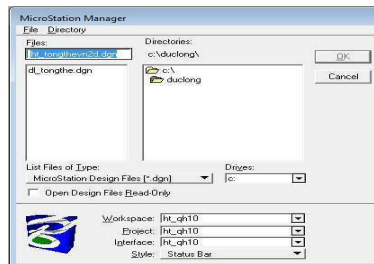 MicroStation Manager
File Directory
Files:
ht_tongthevn2d.dgn
dl_tongthe.dgn
Directories:
c:\duclong\
c:\
duclong
OK
Cancel
List Files of Type:
MicroStation Design Files [*.dgn]
Drives:
c:
Open Design Files Read-Only
Workspace: ht_qh10
Project: ht_qh10
Interface: ht_qh10
Style: Status Bar